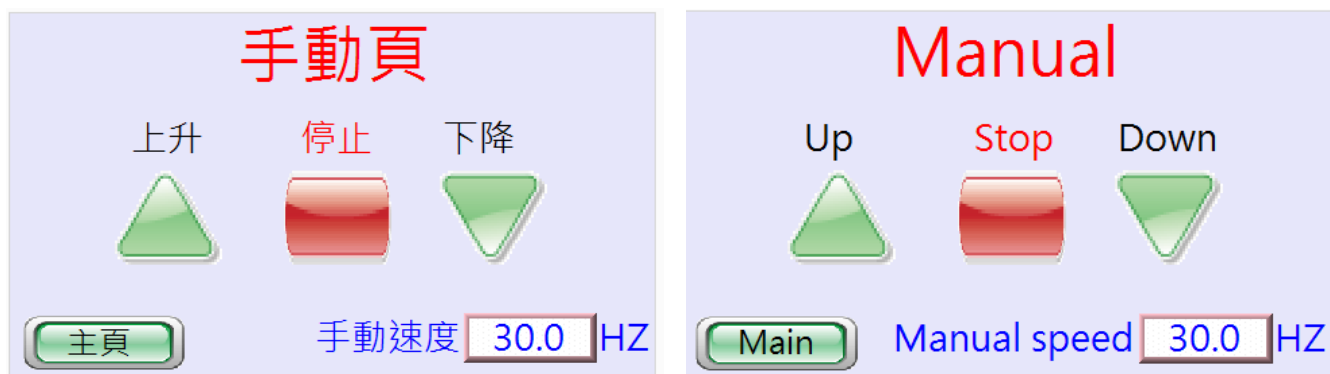 手動頁
上升 停止 下降
主頁 手動速度 30.0 HZ
Manual
Up Stop Down
Main Manual speed 30.0 HZ